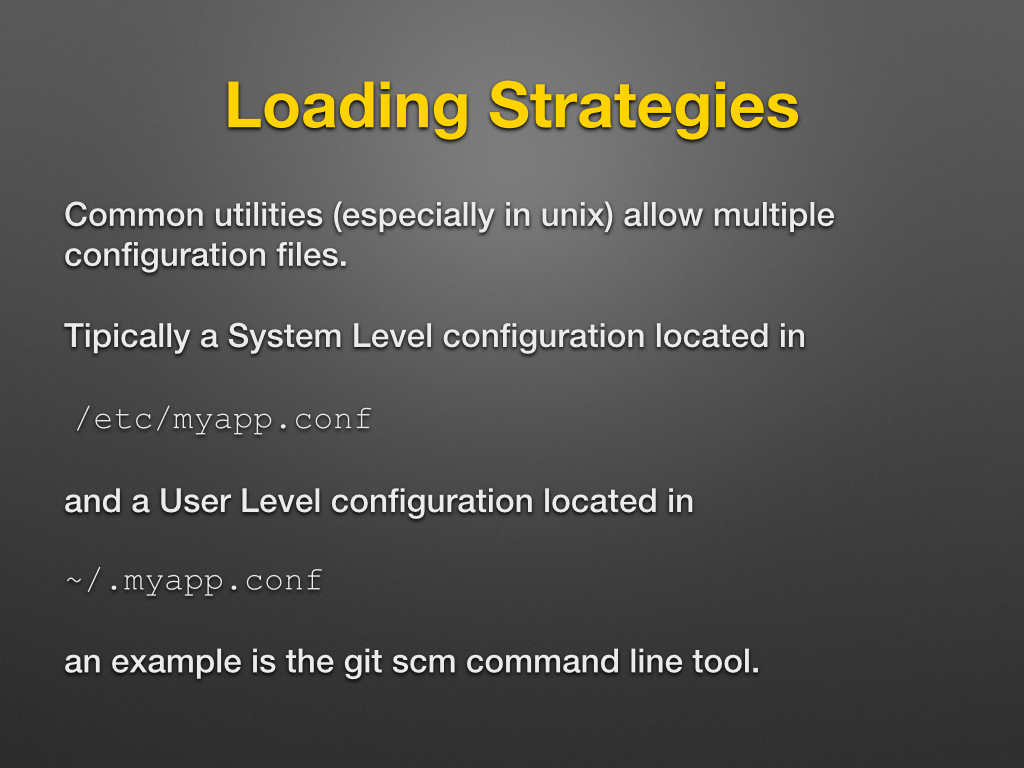 Loading Strategies
Common utilities (especially in unix) allow multiple
configuration files.
Tipically a System Level configuration located in
/etc/myapp.conf
and a User Level configuration located in
~/.myapp.conf
an example is the git scm command line tool.